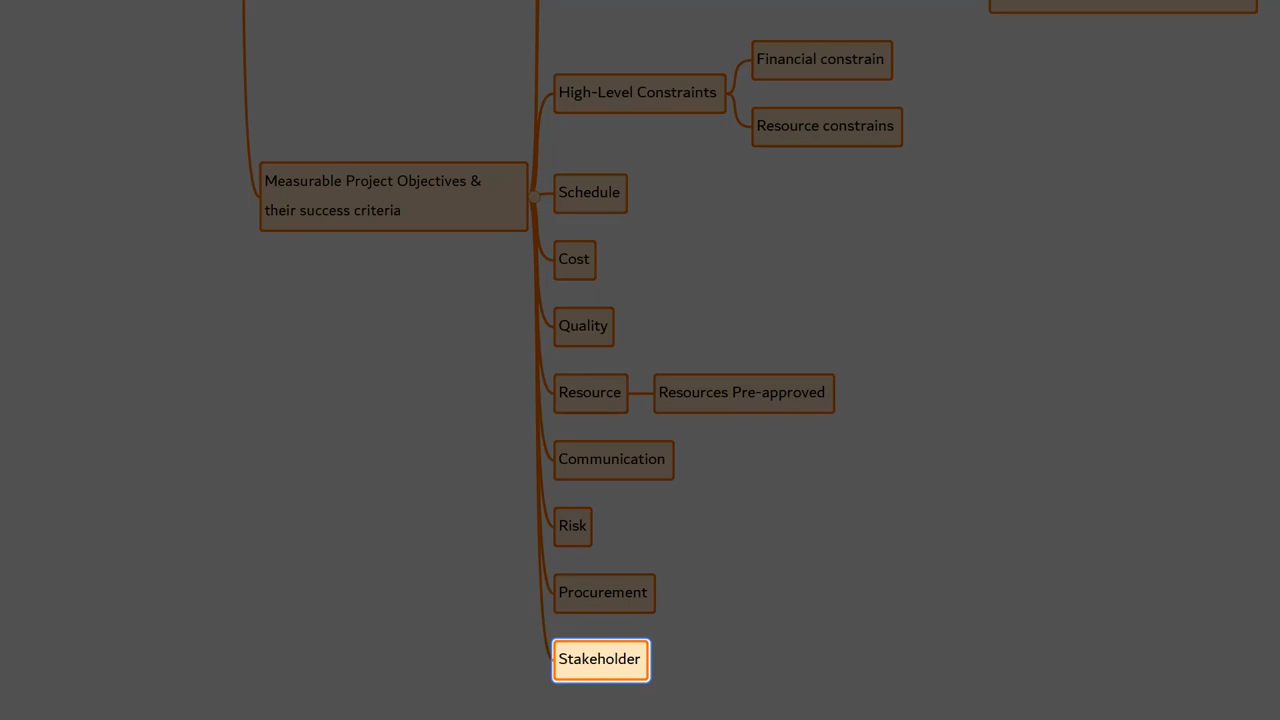 Financial constrain
High-Level Constraints
Resource constrains
Measurable Project Objectives &
their success criteria
Schedule
Cost
Quality
Resource
Resources Pre-approved
Communication
Risk
Procurement
Stakeholder